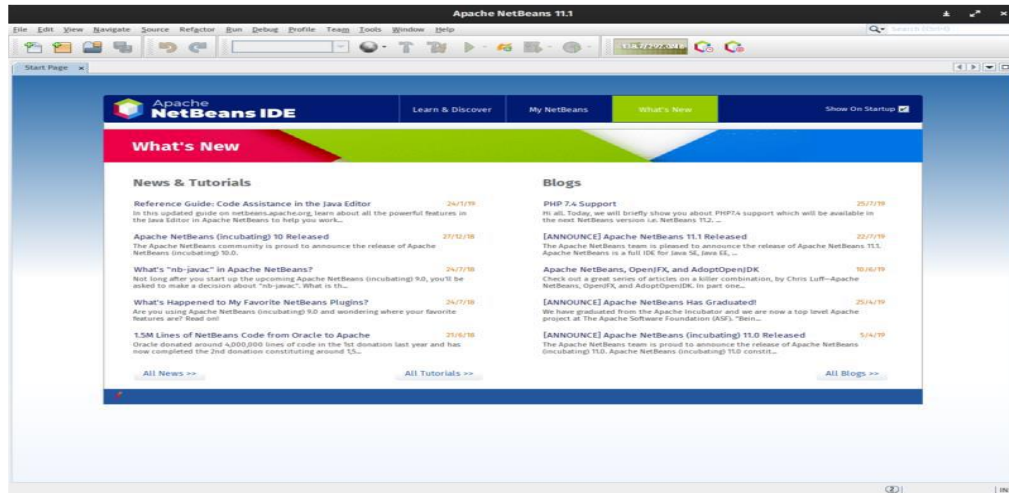 Apache NetBeans 11.1
File Edit View Navigate Source Refactor Run Debug Profile Team Tools Window Help
Start Page
Apache
NetBeans IDE
Learn & Discover
My NetBeans
What's New
Show On Startup
What's New
News & Tutorials
Reference Guide: Code Assistance in the Java Editor 24/1/19
In this updated guide on netbeans.apache.org, learn about all the powerful features in
the Java Editor in Apache NetBeans to help you work...
Apache NetBeans (incubating) 10 Released 27/12/18
The Apache NetBeans community is proud to announce the release of Apache
NetBeans (incubating) 10.0.
What's "nb-javac" in Apache NetBeans? 24/7/18
Not long after you start up the upcoming Apache NetBeans (incubating) 9.0, you'll be
asked to make a decision about "nb-javac". What is th...
What's Happened to My Favorite NetBeans Plugins? 24/7/18
Are you using Apache NetBeans (incubating) 9.0 and wondering where your favorite
features are? Read on!
1.5M Lines of NetBeans Code from Oracle to Apache 21/6/18
Oracle donated around 4,000,000 lines of code in the 1st donation last year and has
now completed the 2nd donation constituting around 1,5...
All News >>
All Tutorials >>
Blogs
PHP 7.4 Support 25/7/19
Hi all. Today, we will briefly show you about PHP7.4 support which will be available in
the next NetBeans version i.e. NetBeans 11.2. ...
[ANNOUNCE] Apache NetBeans 11.1 Released 22/7/19
The Apache NetBeans team is pleased to announce the release of Apache NetBeans 11.1.
Apache NetBeans is a full IDE for Java SE, Java EE, ...
Apache NetBeans, OpenJFX, and AdoptOpenJDK 10/6/19
Check out a great series of articles on a killer combination, by Chris Luff—Apache
NetBeans, OpenJFX, and AdoptOpenJDK. In part one...
[ANNOUNCE] Apache NetBeans Has Graduated! 25/4/19
We have graduated from the Apache Incubator and we are now a top level Apache
project at The Apache Software Foundation (ASF). "Bein...
[ANNOUNCE] Apache NetBeans (incubating) 11.0 Released 5/4/19
The Apache NetBeans team is proud to announce the release of Apache NetBeans
(incubating) 11.0. Apache NetBeans (incubating) 11.0 constit...
All Blogs >>
INS